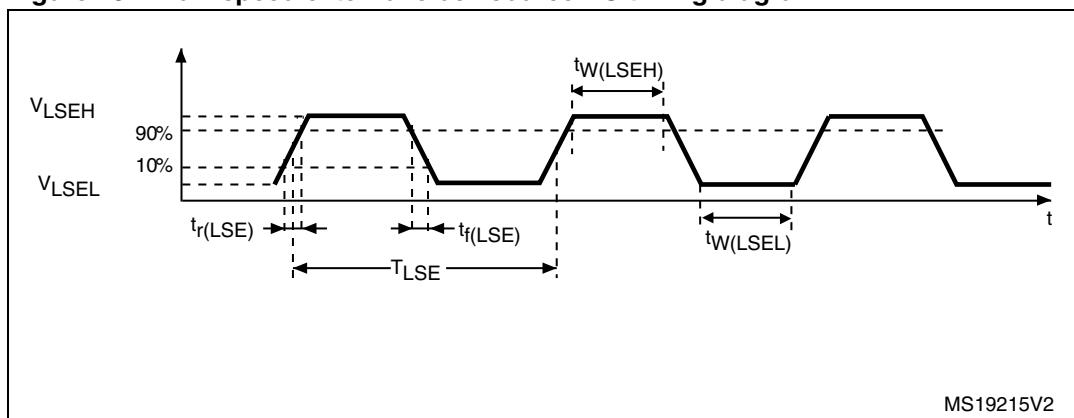 tW(LSEH)
VLSEH
90%
10%
VLSEL
tr(LSE)
tf(LSE)
tW(LSEL)
t
TLSE
MS19215V2